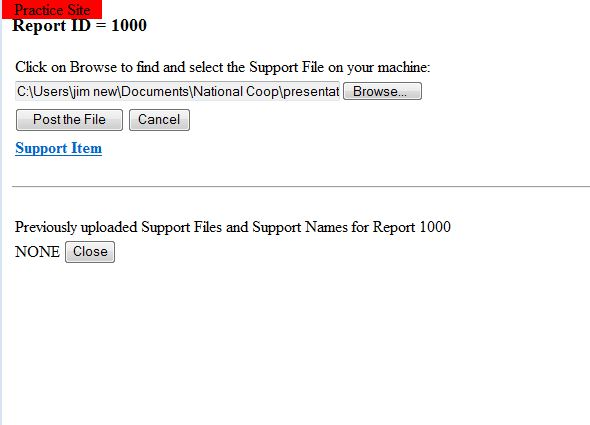 Practice Site
Report ID = 1000
Click on Browse to find and select the Support File on your machine:
C:\Users\jim new\Documents\National Coop\presentat Browse...
Post the File Cancel
Support Item
Previously uploaded Support Files and Support Names for Report 1000
NONE Close